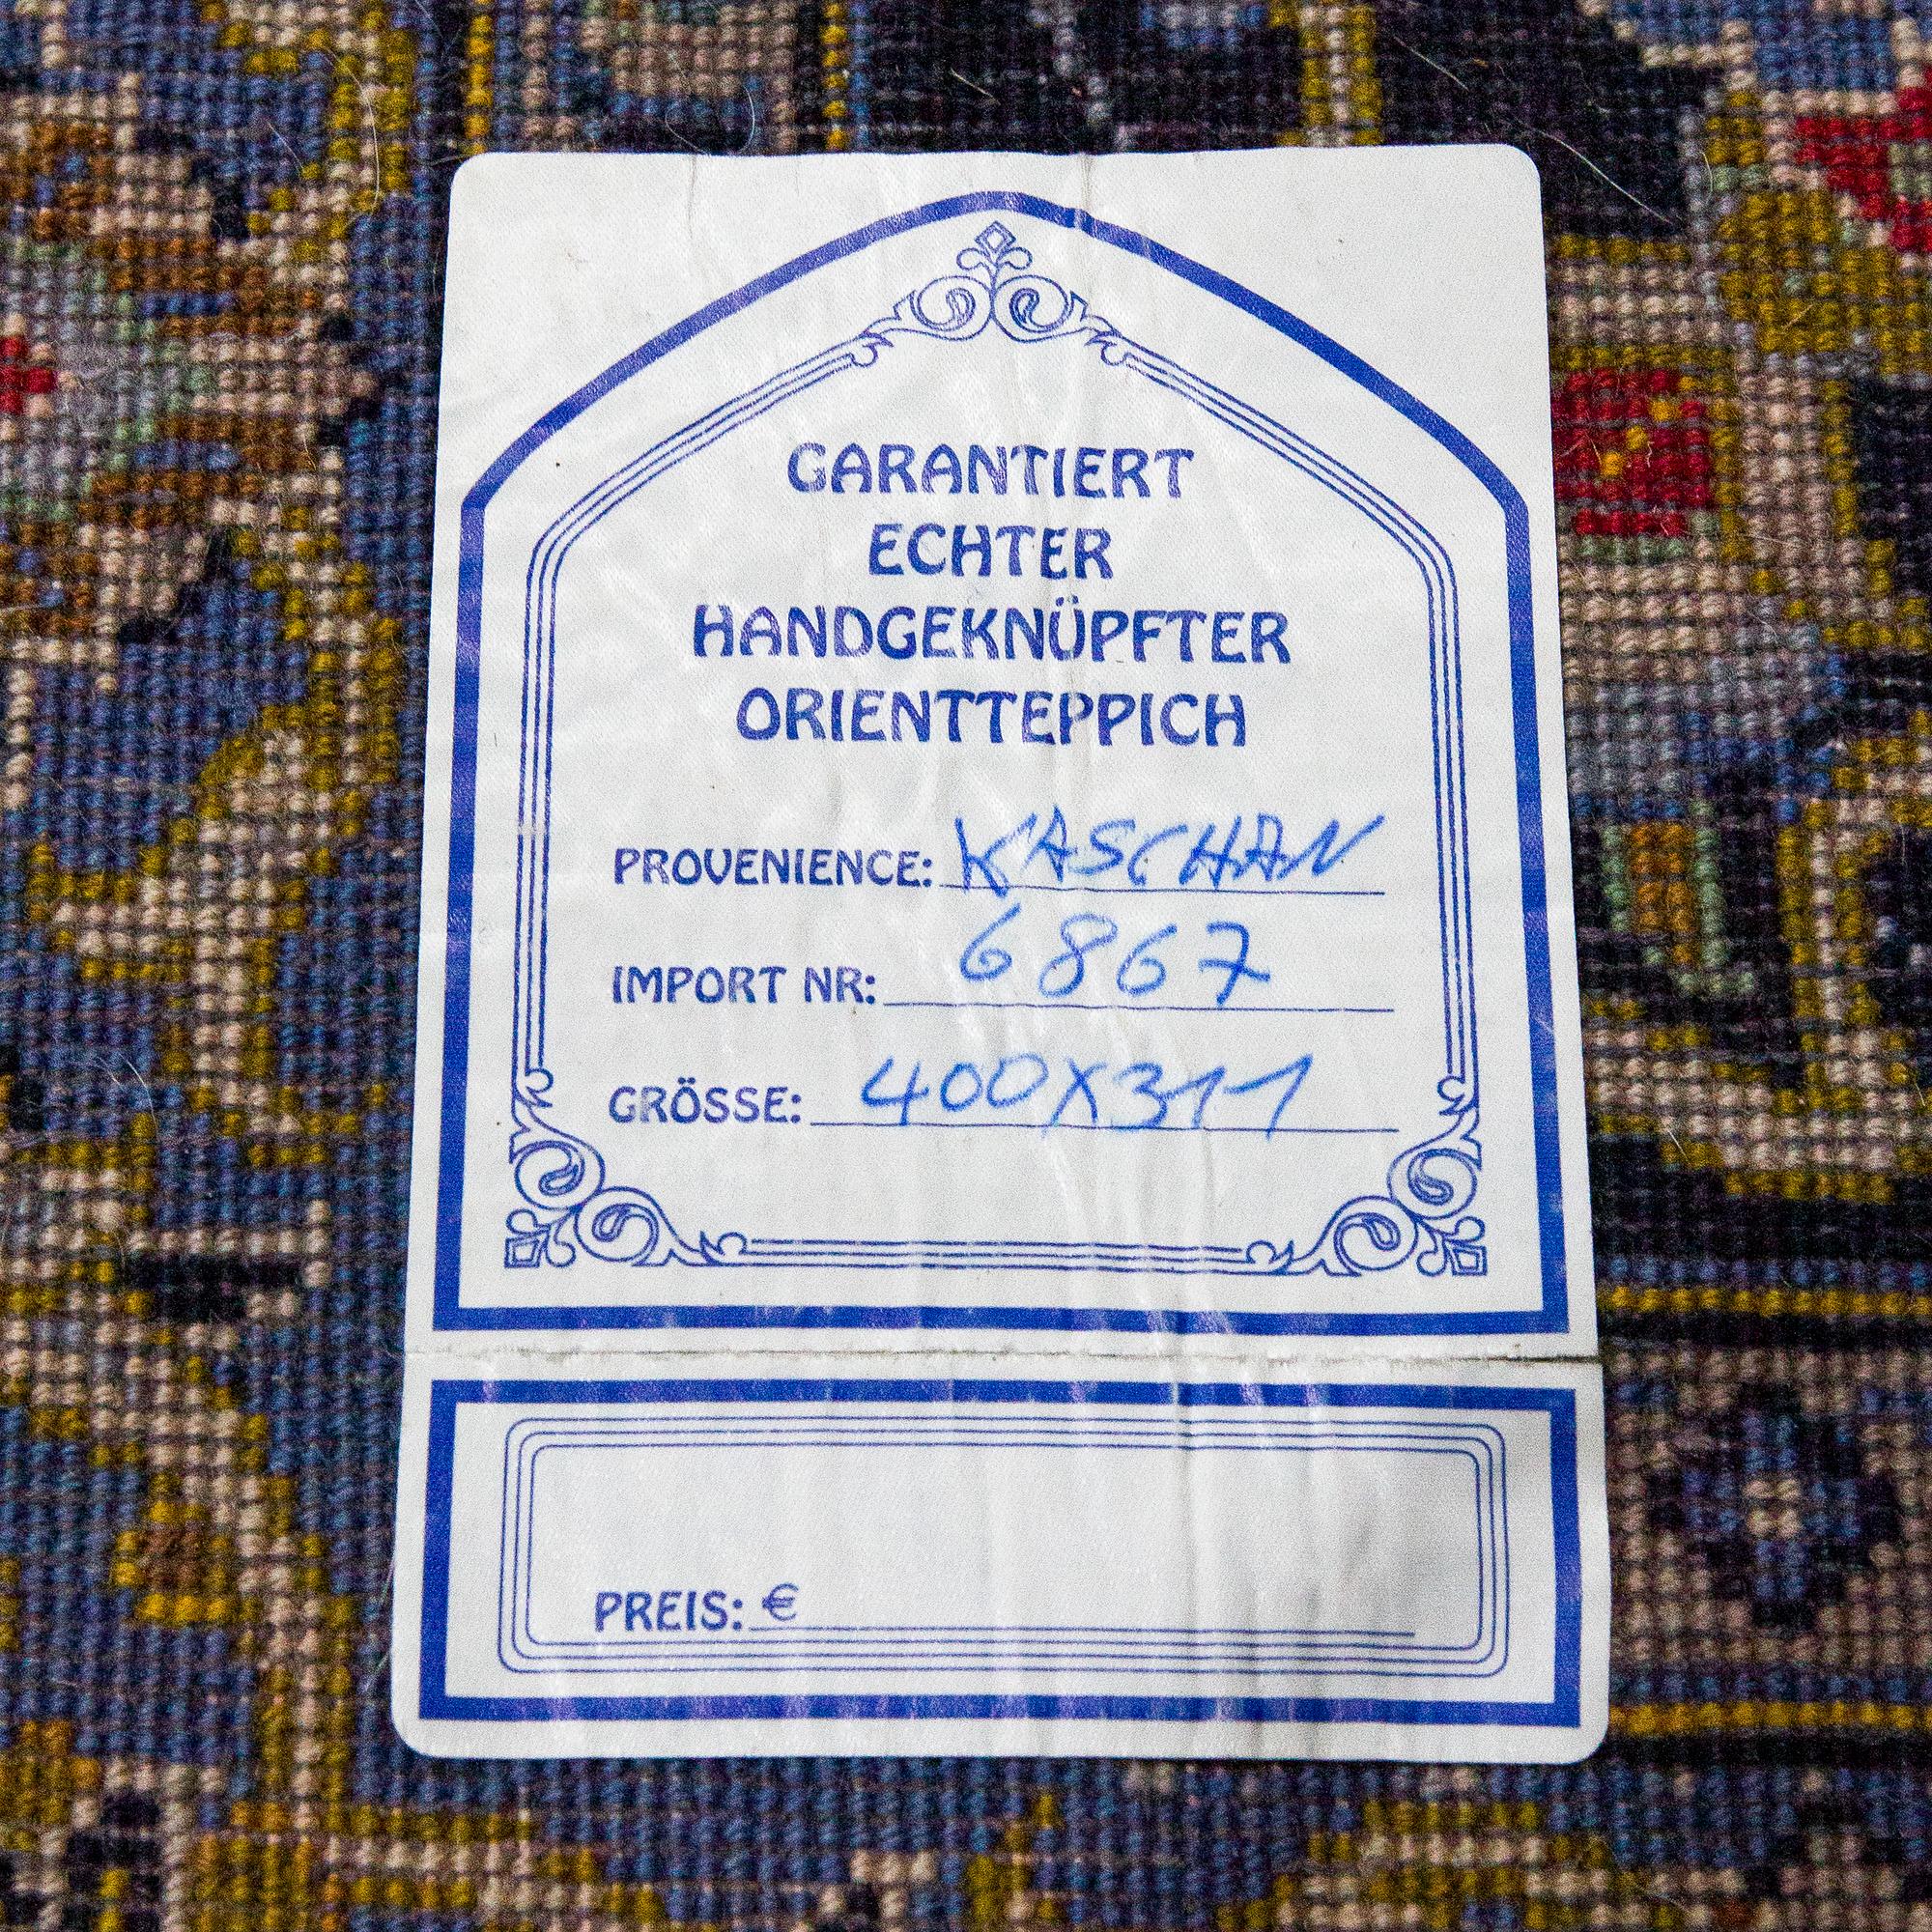 GARANTIERT
ECHTER
HANDGEKNÜPFTER
ORIENTTEPPICH
PROVENIENCE: KASCHAN
IMPORT NR: 6867
GRÖSSE: 400X311
PREIS: €